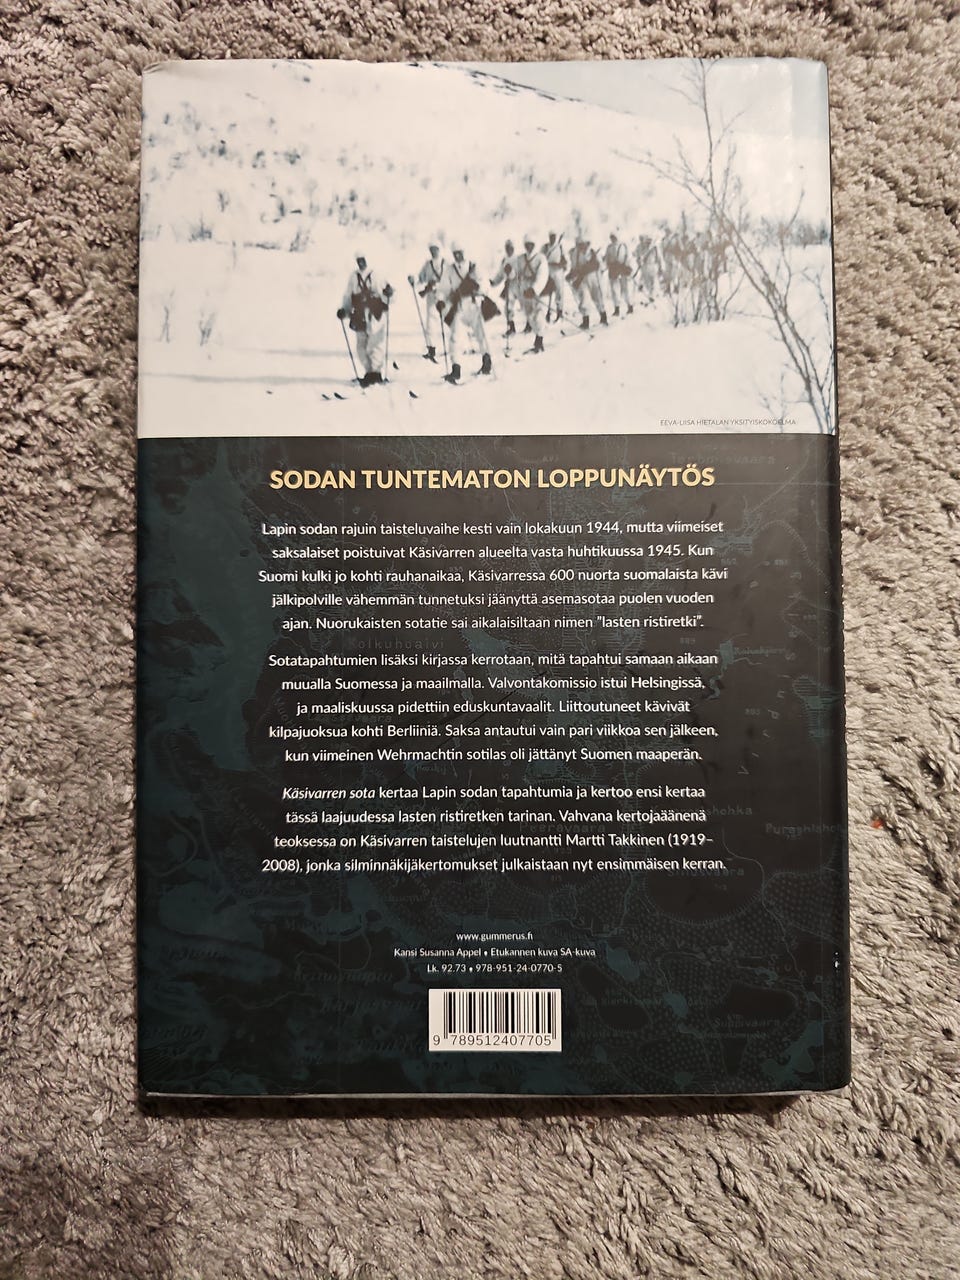 EEVA-LIISA HIETALAN YKSITYISKOKOELMA
SODAN TUNTEMATON LOPPUNÄYTÖS
Lapin sodan rajuin taisteluvaihe kesti vain lokakuun 1944, mutta viimeiset
saksalaiset poistuivat Käsivarren alueelta vasta huhtikuussa 1945. Kun
Suomi kulki jo kohti rauhanaikaa, Käsivarressa 600 nuorta suomalaista kävi
jälkipolville vähemmän tunnetuksi jäänyttä asemasotaa puolen vuoden
ajan. Nuorukaisten sotatie sai aikalaisiltaan nimen ”lasten ristiretki”.
Sotatapahtumien lisäksi kirjassa kerrotaan, mitä tapahtui samaan aikaan
muualla Suomessa ja maailmalla. Valvontakomissio istui Helsingissä,
ja maaliskuussa pidettiin eduskuntavaalit. Liittoutuneet kävivät
kilpajuoksua kohti Berliiniä. Saksa antautui vain pari viikkoa sen jälkeen,
kun viimeinen Wehrmachtin sotilas oli jättänyt Suomen maaperän.
Käsivarren sota kertaa Lapin sodan tapahtumia ja kertoo ensi kertaa
tässä laajuudessa lasten ristiretken tarinan. Vahvana kertojaäänenä
teoksessa on Käsivarren taistelujen luutnantti Martti Takkinen (1919–
2008), jonka silminnäkijäkertomukset julkaistaan nyt ensimmäisen kerran.
www.gummerus.fi
Kansi Susanna Appel • Etukannen kuva SA-kuva
Lk. 92.73 • 978-951-24-0770-5
9 789512 407705